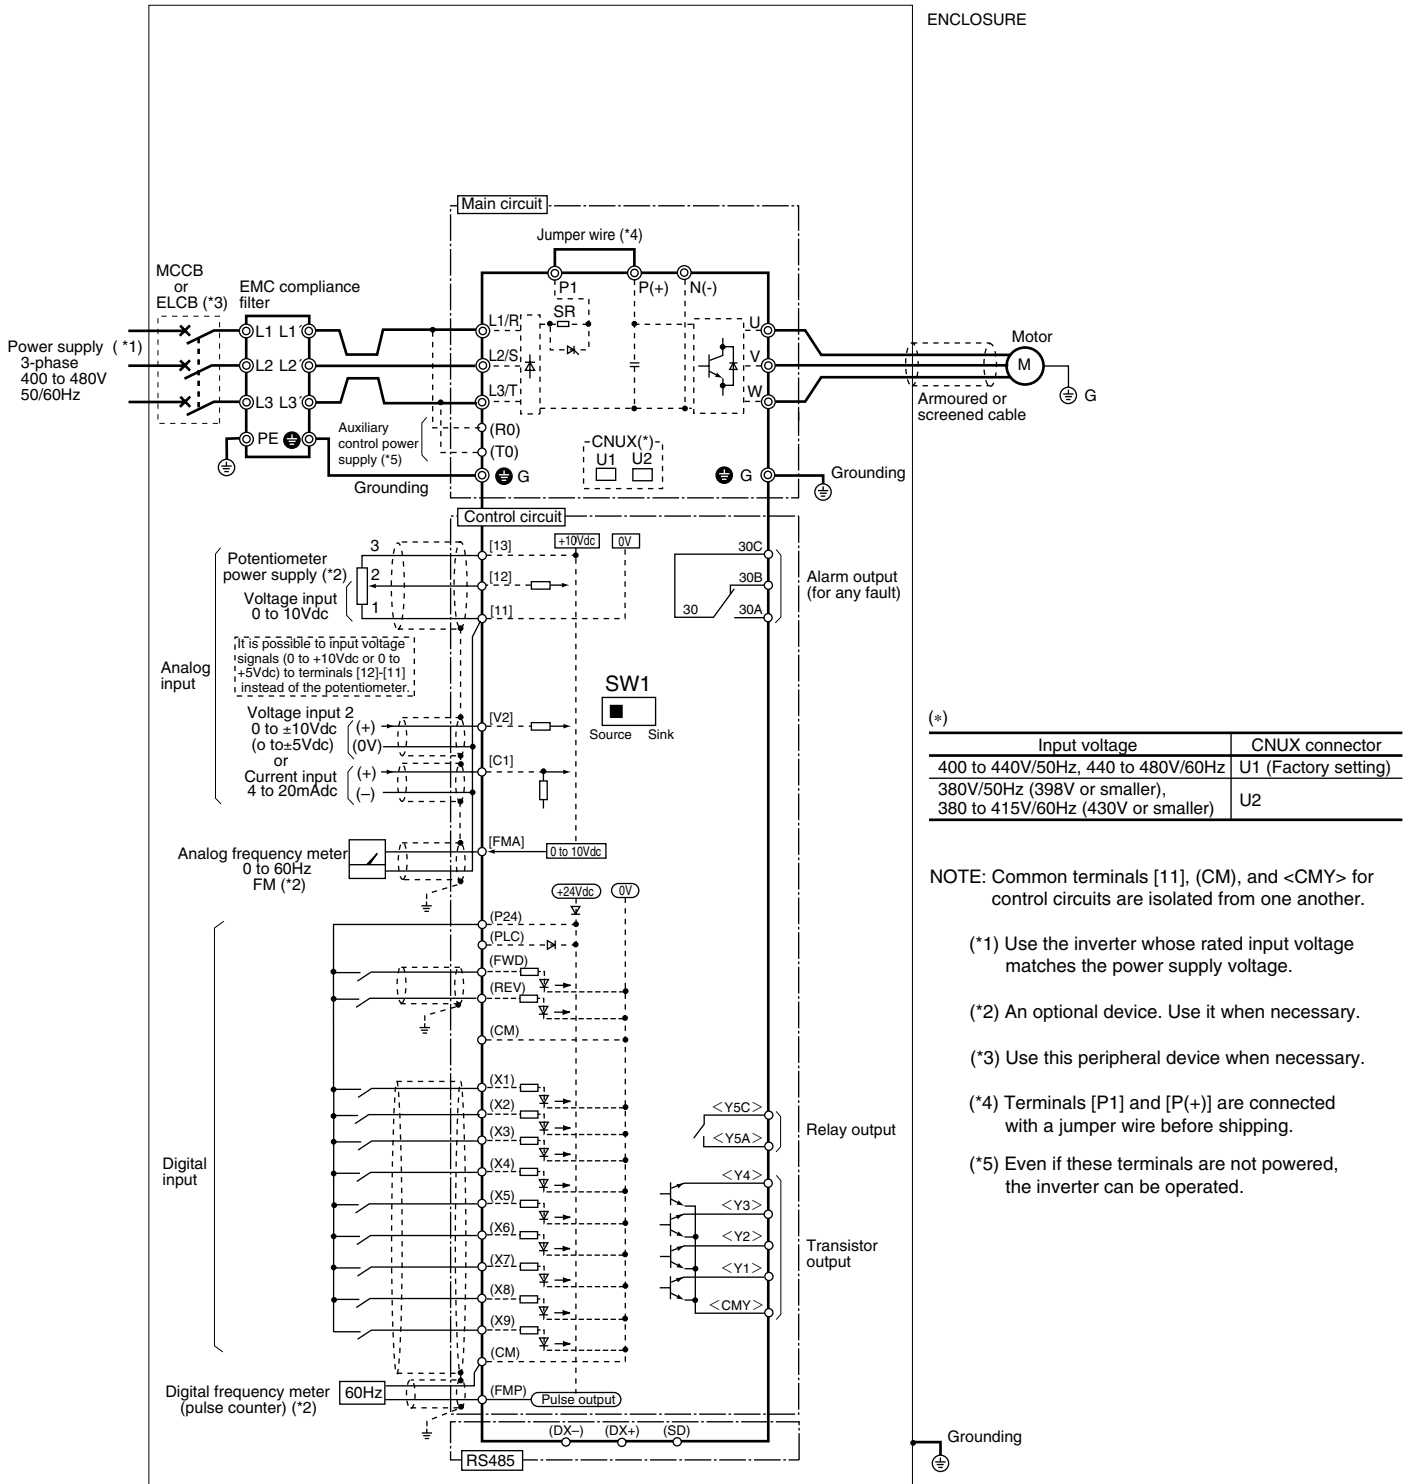 ENCLOSURE
Main circuit
Jumper wire (*4)
P1
P(+)
N(-)
SR
MCCB
or
ELCB (*3)
EMC compliance
filter
Power supply (*1)
3-phase
400 to 480V
50/60Hz
L1 L1´
L2 L2´
L3 L3´
PE
L1/R
L2/S
L3/T
(R0)
(T0)
Auxiliary
control power
supply (*5)
Grounding
G
CNUX(*)
U1 U2
U
V
W
G
Grounding
Motor
M
G
Armoured or
screened cable
Control circuit
Potentiometer
power supply (*2)
Voltage input
0 to 10Vdc
3
2
1
[13]
[12]
[11]
+10Vdc
0V
30C
30B
30
30A
Alarm output
(for any fault)
Analog
input
It is possible to input voltage
signals (0 to +10Vdc or 0 to
+5Vdc) to terminals [12]-[11]
instead of the potentiometer.
Voltage input 2
0 to ±10Vdc
(o to±5Vdc)
or
Current input
4 to 20mAdc
(+)
(0V)
(+)
(–)
[V2]
[C1]
SW1
Source Sink
Analog frequency meter
0 to 60Hz
FM (*2)
[FMA]
0 to 10Vdc
+24Vdc
0V
(P24)
(PLC)
(FWD)
(REV)
(CM)
Digital
input
(X1)
(X2)
(X3)
(X4)
(X5)
(X6)
(X7)
(X8)
(X9)
(CM)
<Y5C>
<Y5A>
Relay output
<Y4>
<Y3>
<Y2>
<Y1>
<CMY>
Transistor
output
Digital frequency meter
(pulse counter) (*2)
60Hz
(FMP)
Pulse output
(DX–) (DX+) (SD)
RS485
Grounding
(*)
Input voltage CNUX connector
400 to 440V/50Hz, 440 to 480V/60Hz U1 (Factory setting)
380V/50Hz (398V or smaller),
380 to 415V/60Hz (430V or smaller) U2
NOTE: Common terminals [11], (CM), and <CMY> for
control circuits are isolated from one another.
(*1) Use the inverter whose rated input voltage
matches the power supply voltage.
(*2) An optional device. Use it when necessary.
(*3) Use this peripheral device when necessary.
(*4) Terminals [P1] and [P(+)] are connected
with a jumper wire before shipping.
(*5) Even if these terminals are not powered,
the inverter can be operated.